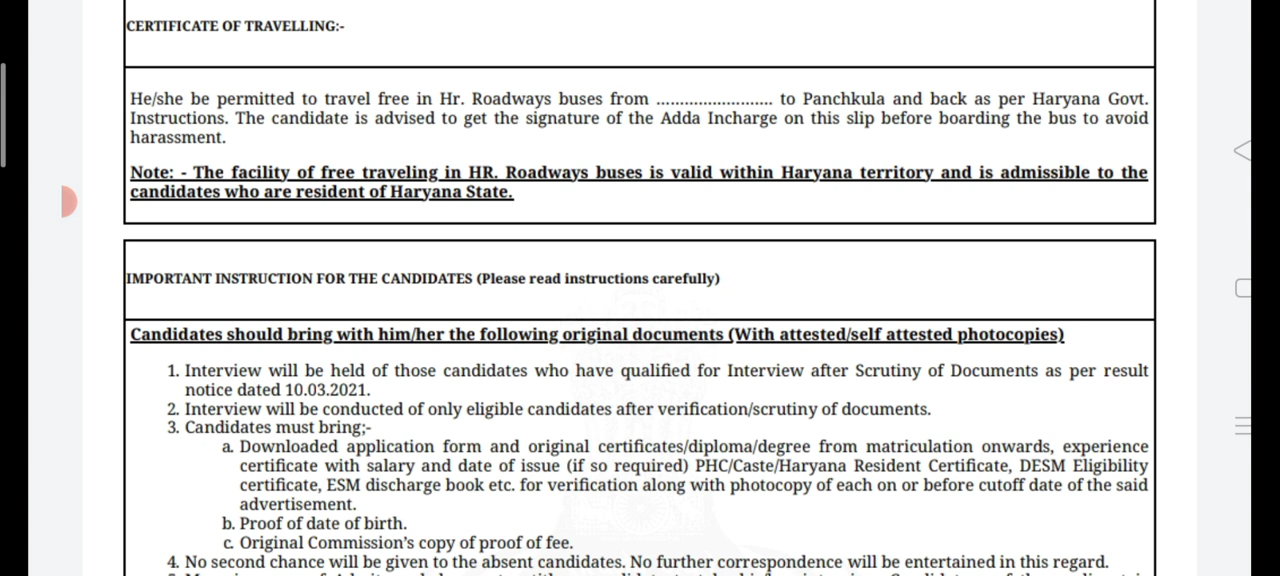 CERTIFICATE OF TRAVELLING:-
He/she be permitted to travel free in Hr. Roadways buses from ......................... to Panchkula and back as per Haryana Govt.
Instructions. The candidate is advised to get the signature of the Adda Incharge on this slip before boarding the bus to avoid
harassment.
Note: - The facility of free traveling in HR. Roadways buses is valid within Haryana territory and is admissible to the
candidates who are resident of Haryana State.
IMPORTANT INSTRUCTION FOR THE CANDIDATES (Please read instructions carefully)
Candidates should bring with him/her the following original documents (With attested/self attested photocopies)
1. Interview will be held of those candidates who have qualified for Interview after Scrutiny of Documents as per result
notice dated 10.03.2021.
2. Interview will be conducted of only eligible candidates after verification/scrutiny of documents.
3. Candidates must bring;-
a. Downloaded application form and original certificates/diploma/degree from matriculation onwards, experience
certificate with salary and date of issue (if so required) PHC/Caste/Haryana Resident Certificate, DESM Eligibility
certificate, ESM discharge book etc. for verification along with photocopy of each on or before cutoff date of the said
advertisement.
b. Proof of date of birth.
c. Original Commission's copy of proof of fee.
4. No second chance will be given to the absent candidates. No further correspondence will be entertained in this regard.